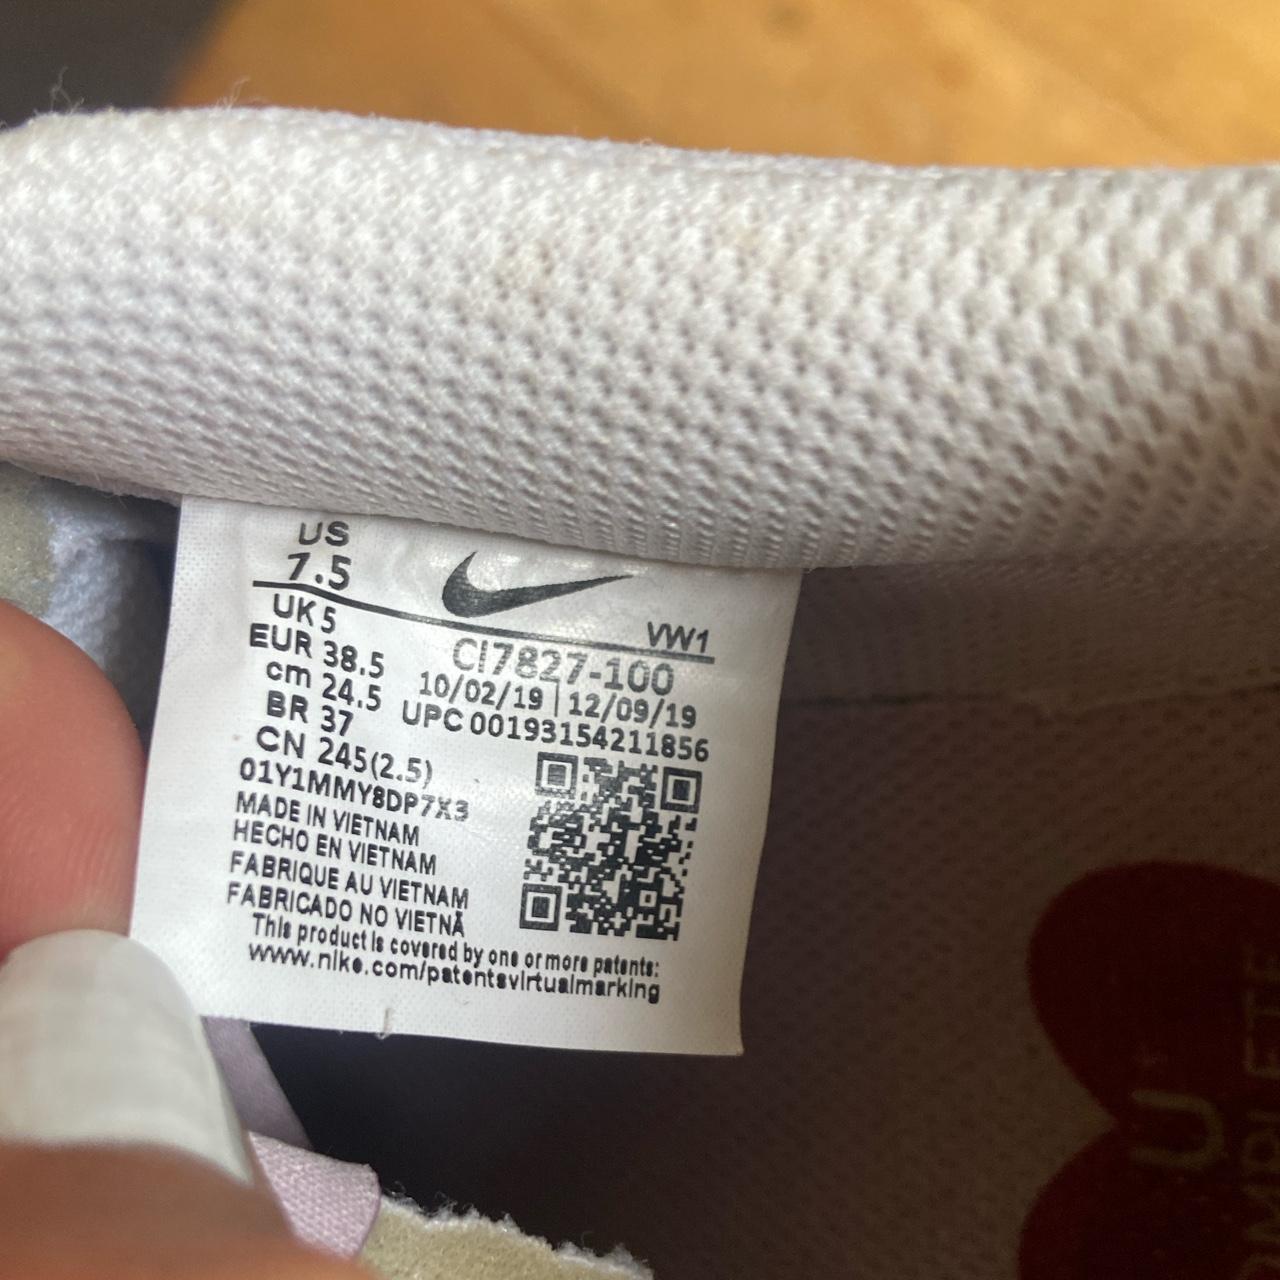 US
7.5
VW1
UK 5
EUR 38.5
cm 24.5
BR 37
CN 245(2.5)
CI7827-100
10/02/19 | 12/09/19
UPC 00193154211856
01Y1MMY8DP7X3
MADE IN VIETNAM
HECHO EN VIETNAM
FABRIQUE AU VIETNAM
FABRICADO NO VIETNÃ
This product is covered by one or more patents:
www.nike.com/patentsvirtualmarking
U